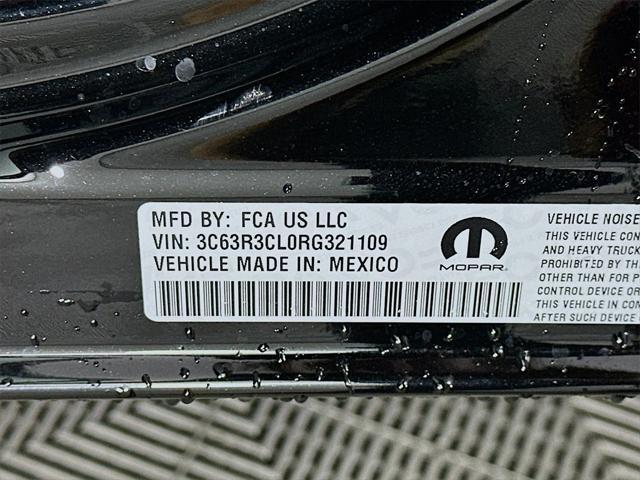 MFD BY: FCA US LLC
VIN: 3C63R3CL0RG321109
VEHICLE MADE IN: MEXICO
MOPAR
VEHICLE NOISE
THIS VEHICLE CON
AND HEAVY TRUCK
PROHIBITED BY TH
OTHER THAN FOR P
CONTROL DEVICE OR
THIS VEHICLE IN CON
AFTER SUCH DEVICE